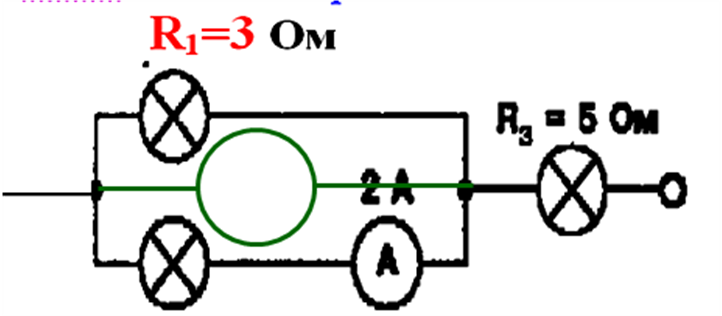 R₁=3 Ом
R₃ = 5 Ом
2 А
А